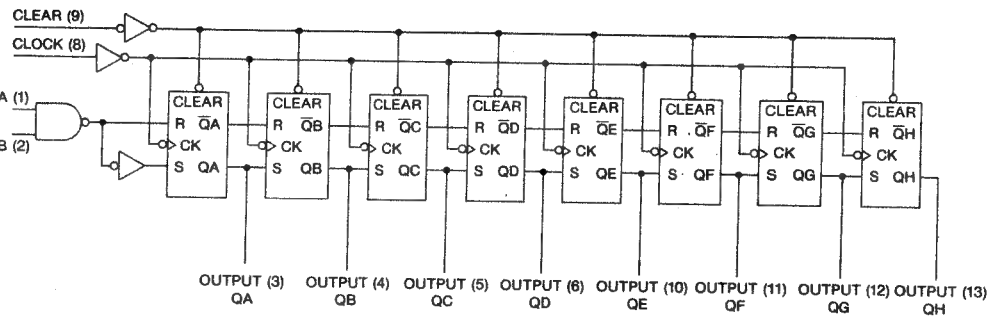 CLEAR (9)
CLOCK (8)
A (1)
B (2)
CLEAR CLEAR CLEAR CLEAR CLEAR CLEAR CLEAR CLEAR
R Q̅A R Q̅B R Q̅C R Q̅D R Q̅E R Q̅F R Q̅G R Q̅H
CK CK CK CK CK CK CK CK
S QA S QB S QC S QD S QE S QF S QG S QH
OUTPUT (3) OUTPUT (4) OUTPUT (5) OUTPUT (6) OUTPUT (10) OUTPUT (11) OUTPUT (12) OUTPUT (13)
QA QB QC QD QE QF QG QH